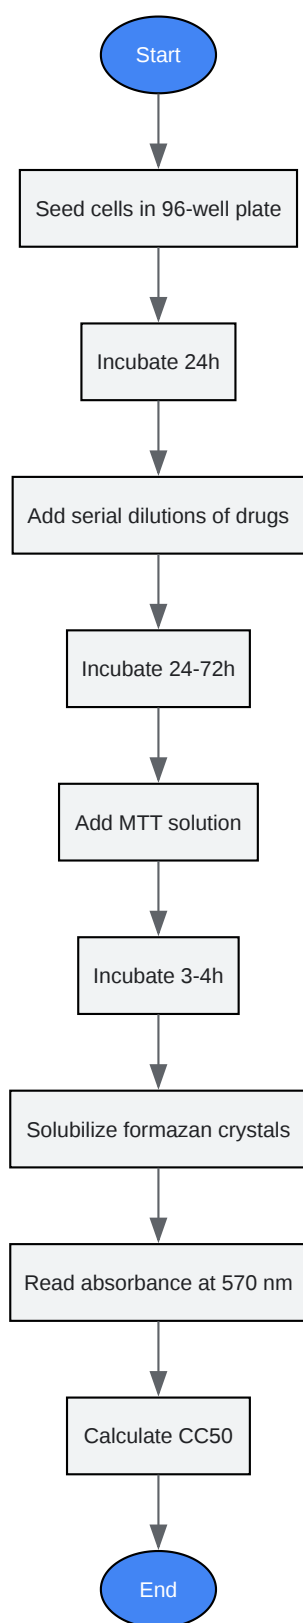 Start
Seed cells in 96-well plate
Incubate 24h
Add serial dilutions of drugs
Incubate 24-72h
Add MTT solution
Incubate 3-4h
Solubilize formazan crystals
Read absorbance at 570 nm
Calculate CC50
End